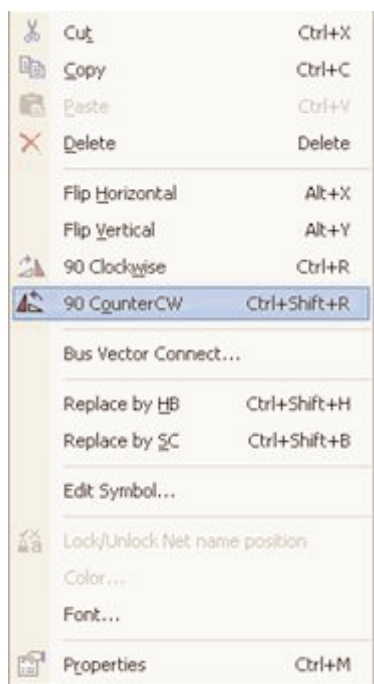 Cut Ctrl+X
Copy Ctrl+C
Paste Ctrl+V
Delete Delete
Flip Horizontal Alt+X
Flip Vertical Alt+Y
90 Clockwise Ctrl+R
90 CounterCW Ctrl+Shift+R
Bus Vector Connect...
Replace by HB Ctrl+Shift+H
Replace by SC Ctrl+Shift+B
Edit Symbol...
Lock/Unlock Net name position
Color...
Font...
Properties Ctrl+M